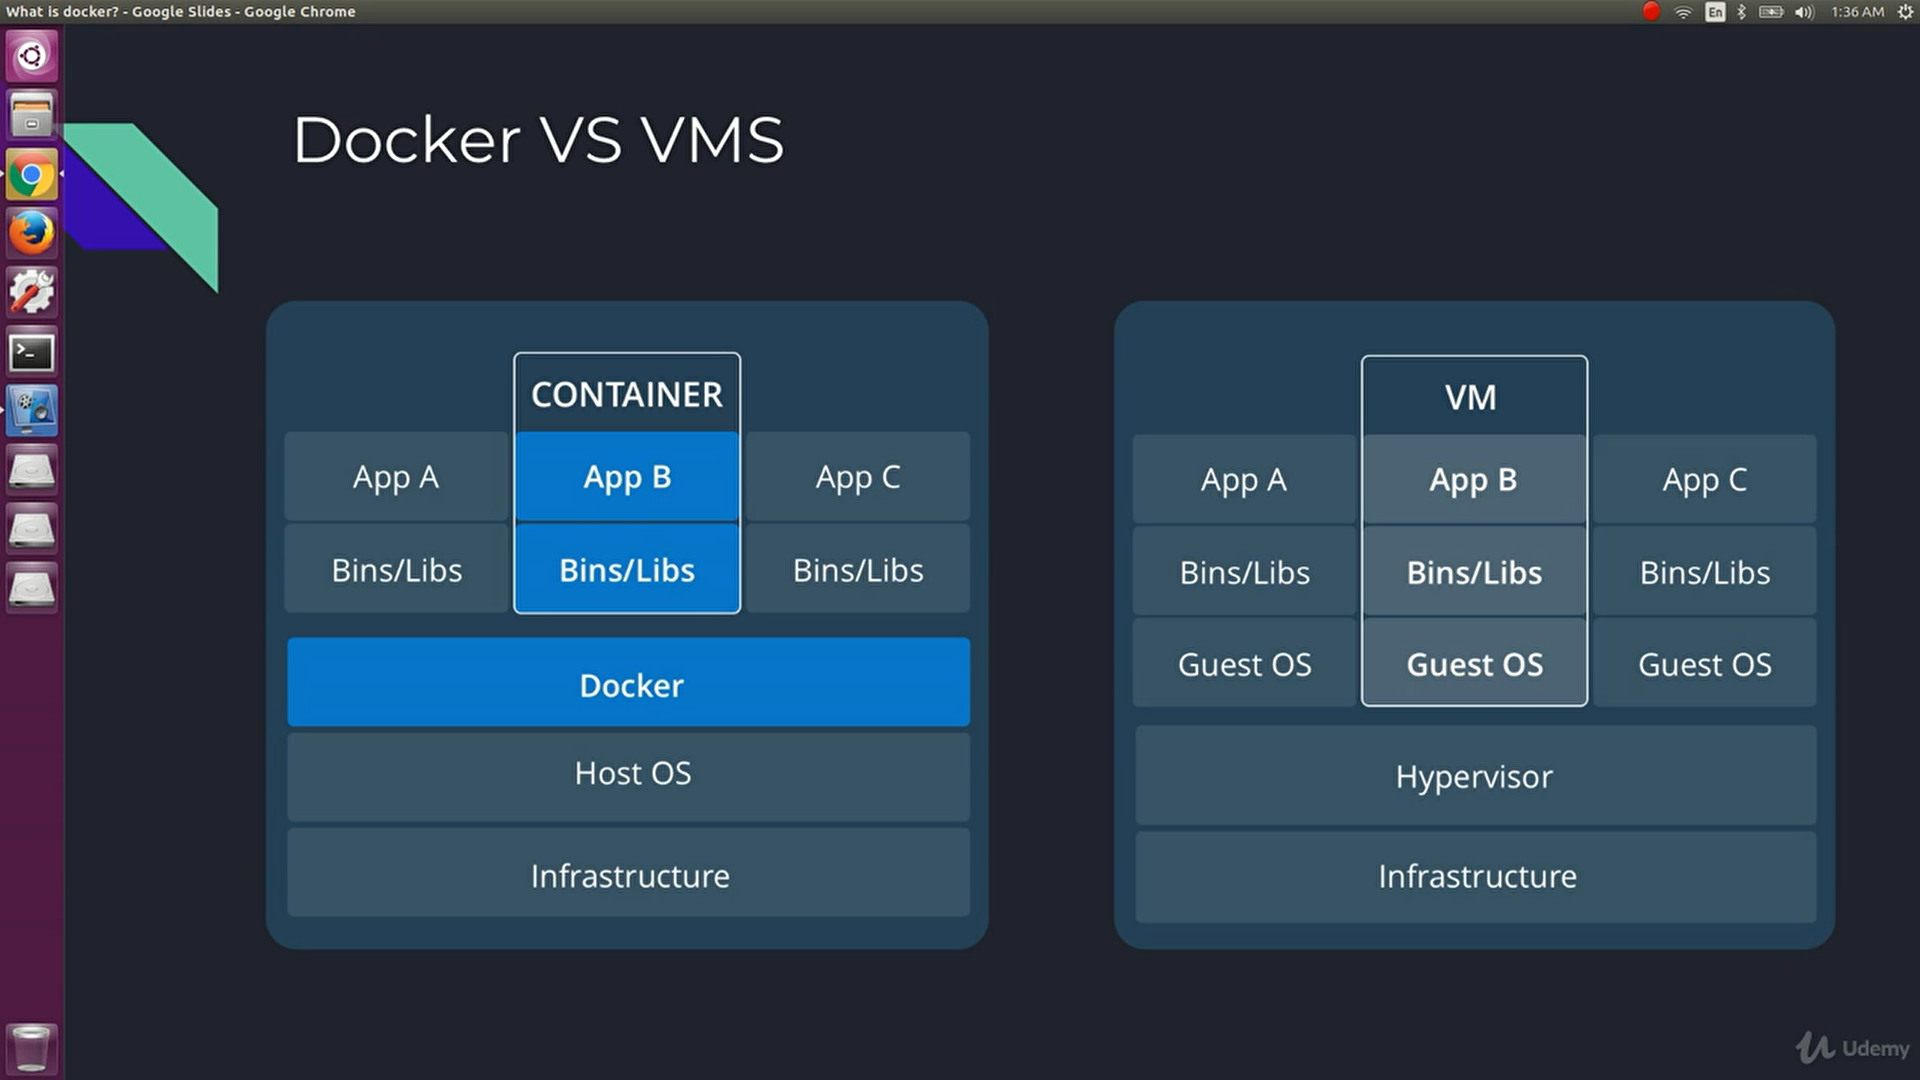 What is docker? - Google Slides - Google Chrome
En
1:36 AM
Docker VS VMS
CONTAINER
App A
App B
App C
Bins/Libs
Bins/Libs
Bins/Libs
Docker
Host OS
Infrastructure
VM
App A
App B
App C
Bins/Libs
Bins/Libs
Bins/Libs
Guest OS
Guest OS
Guest OS
Hypervisor
Infrastructure
Udemy